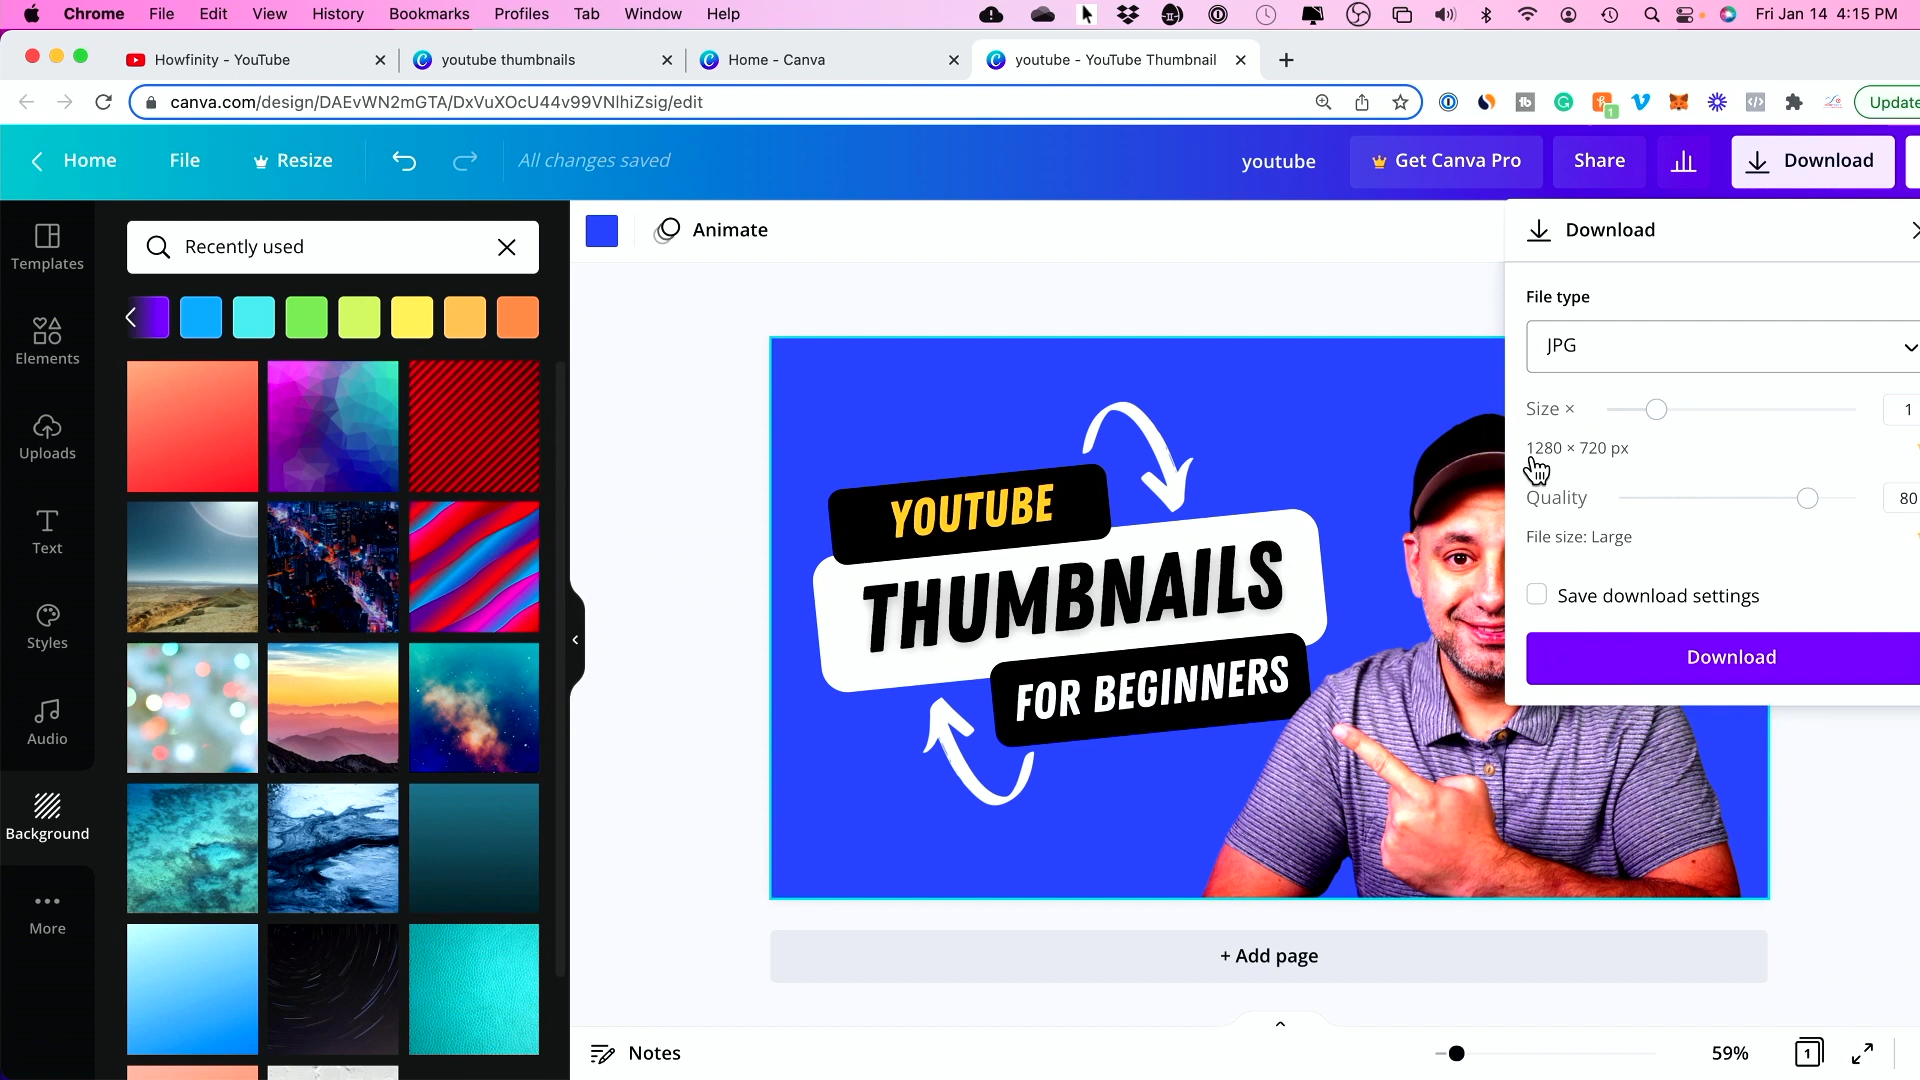 Chrome File Edit View History Bookmarks Profiles Tab Window Help Fri Jan 14 4:15 PM
Howfinity - YouTube youtube thumbnails Home - Canva youtube - YouTube Thumbnail
canva.com/design/DAEvWN2mGTA/DxVuXOcU44v99VNlhiZsig/edit tb 1 Update
Home File Resize All changes saved youtube Get Canva Pro Share Download
Templates
Elements
Uploads
Text
Styles
Audio
Background
More
Recently used
Animate
Download
File type
JPG
Size × 1
1280 × 720 px
Quality 80
File size: Large
Save download settings
Download
YOUTUBE
THUMBNAILS
FOR BEGINNERS
+ Add page
Notes 59% 1